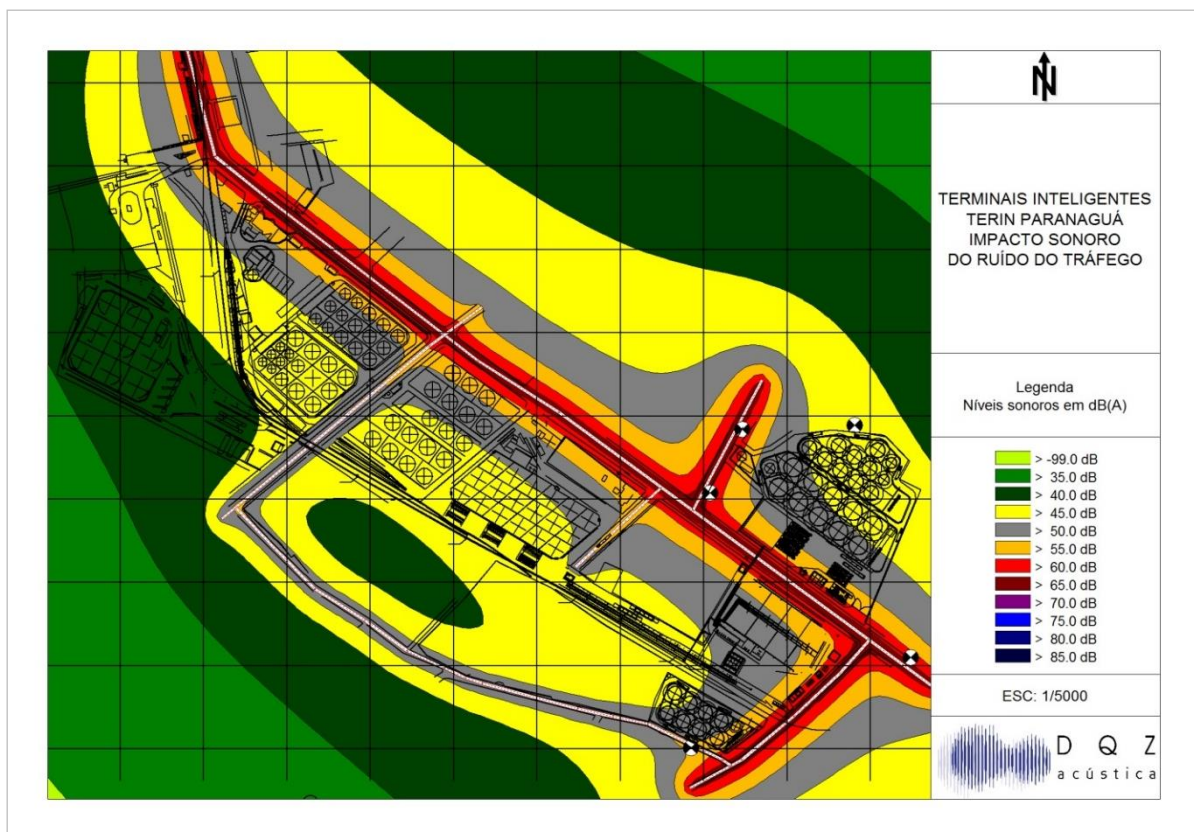 N
TERMINAIS INTELIGENTES
TERIN PARANAGUÁ
IMPACTO SONORO
DO RUÍDO DO TRÁFEGO
Legenda
Níveis sonoros em dB(A)
> -99.0 dB
> 35.0 dB
> 40.0 dB
> 45.0 dB
> 50.0 dB
> 55.0 dB
> 60.0 dB
> 65.0 dB
> 70.0 dB
> 75.0 dB
> 80.0 dB
> 85.0 dB
ESC: 1/5000
D Q Z
acústica